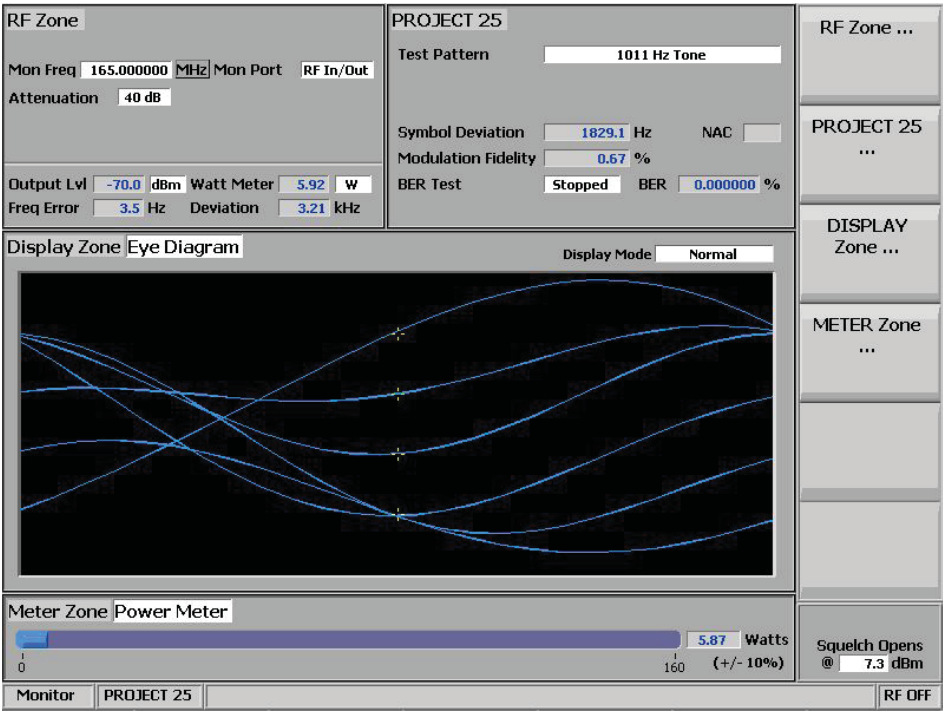 RF Zone
Mon Freq 165.000000 MHz Mon Port RF In/Out
Attenuation 40 dB
Output Lvl -70.0 dBm Watt Meter 5.92 W
Freq Error 3.5 Hz Deviation 3.21 kHz
PROJECT 25
Test Pattern 1011 Hz Tone
Symbol Deviation 1829.1 Hz NAC
Modulation Fidelity 0.67 %
BER Test Stopped BER 0.000000 %
RF Zone ...
PROJECT 25
...
DISPLAY
Zone ...
METER Zone
...
Display Zone Eye Diagram
Display Mode Normal
Meter Zone Power Meter
5.87 Watts
0 160 (+/- 10%)
Squelch Opens
@ 7.3 dBm
Monitor PROJECT 25 RF OFF